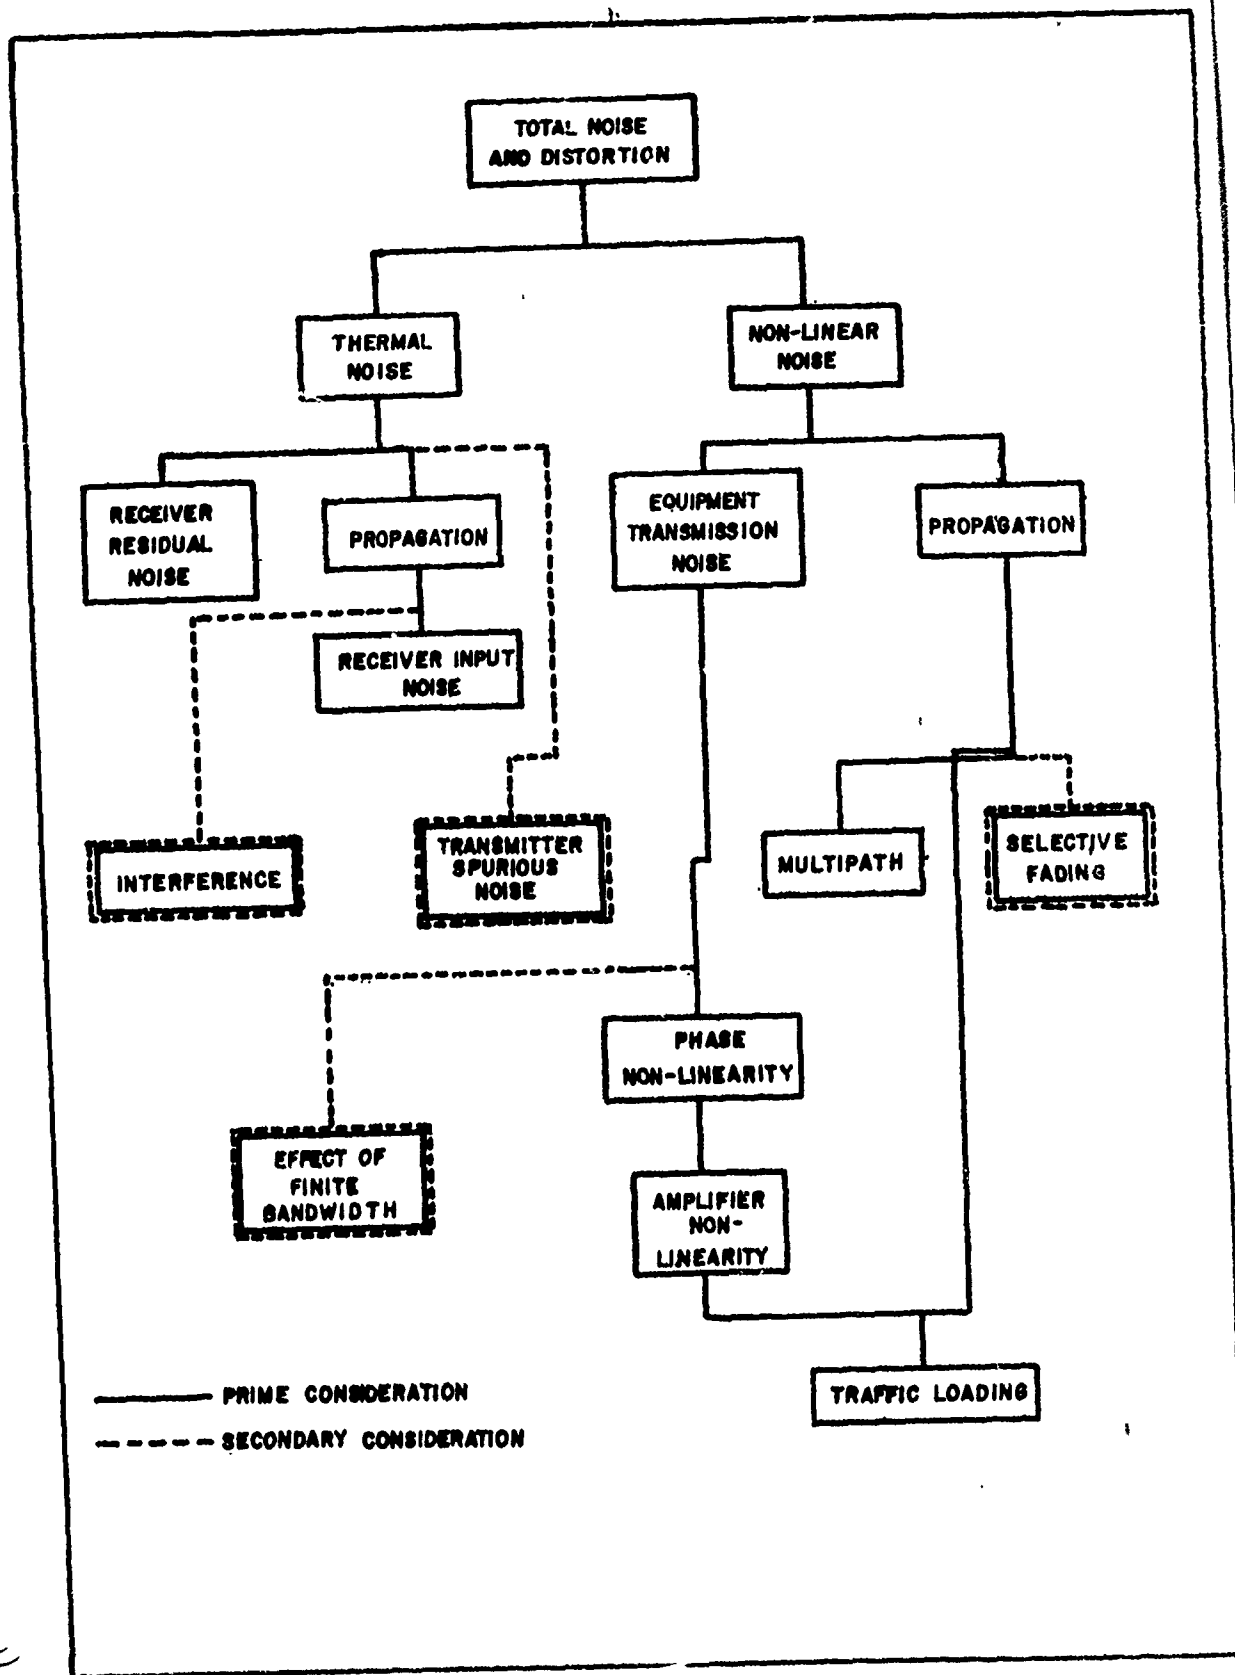 TOTAL NOISE
AND DISTORTION
THERMAL
NOISE
NON-LINEAR
NOISE
RECEIVER
RESIDUAL
NOISE
PROPAGATION
EQUIPMENT
TRANSMISSION
NOISE
PROPAGATION
RECEIVER INPUT
NOISE
INTERFERENCE
TRANSMITTER
SPURIOUS
NOISE
MULTIPATH
SELECTIVE
FADING
PHASE
NON-LINEARITY
EFFECT OF
FINITE
BANDWIDTH
AMPLIFIER
NON-
LINEARITY
TRAFFIC LOADING
PRIME CONSIDERATION
SECONDARY CONSIDERATION